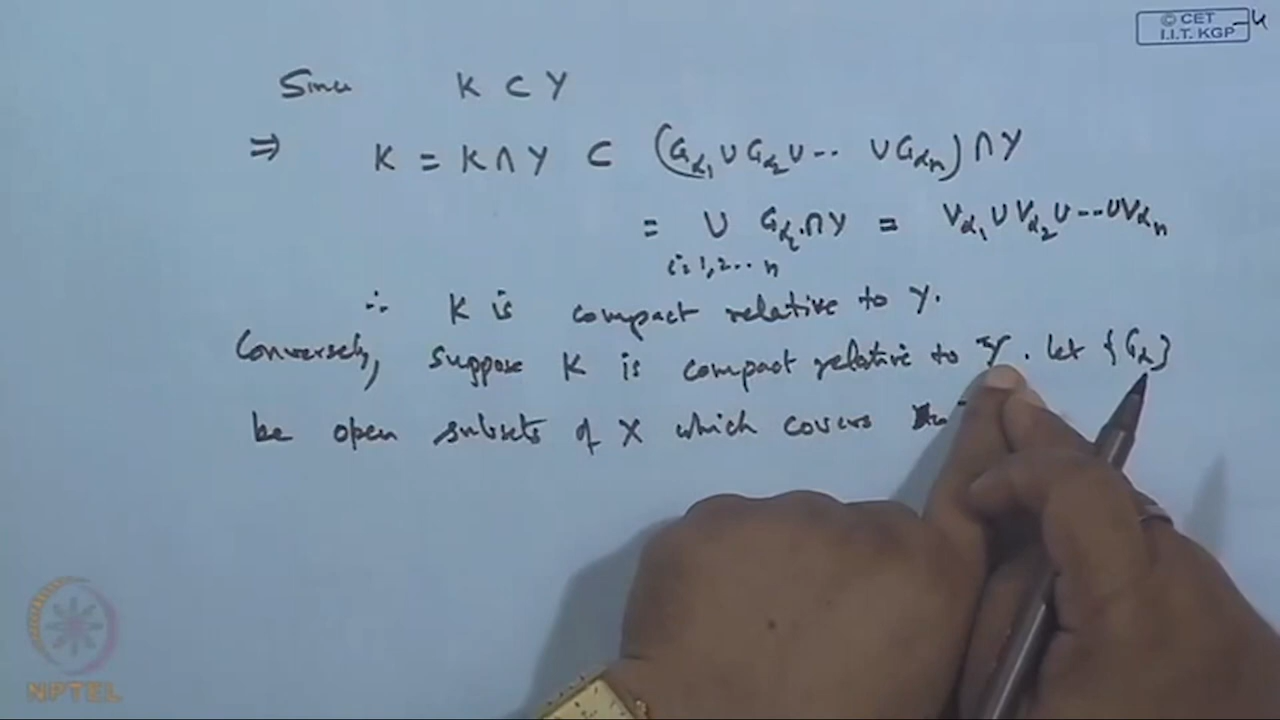 © CET
I.I.T. KGP
Since K ⊂ Y
⇒ K = K ∩ Y ⊂ (Gα₁ ∪ Gα₂ ∪ -- ∪ Gαₙ) ∩ Y
= ∪ Gαᵢ ∩ Y = Vα₁ ∪ Vα₂ ∪ --- ∪ Vαₙ
i=1,2-- n
∴ K is compact relative to Y.
Conversely, suppose K is compact relative to Y. Let {Gα}
be open subsets of X which covers
NPTEL